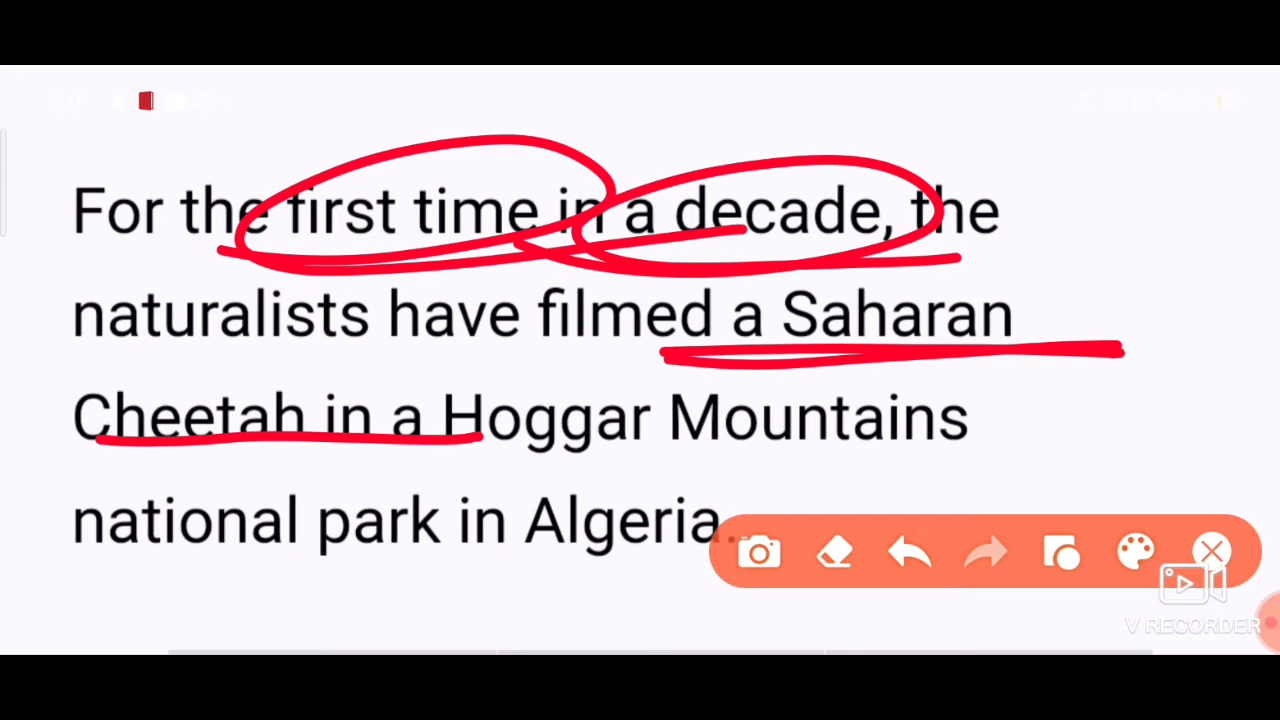 For the first time in a decade, the
naturalists have filmed a Saharan
Cheetah in a Hoggar Mountains
national park in Algeria.
V RECORDER